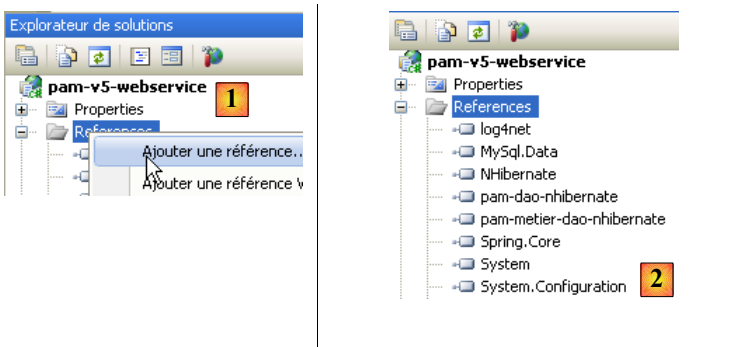 Explorateur de solutions
pam-v5-webservice
1
Properties
References
Ajouter une référence..
Ajouter une référence
pam-v5-webservice
Properties
References
log4net
MySql.Data
NHibernate
pam-dao-nhibernate
pam-metier-dao-nhibernate
Spring.Core
System
System.Configuration
2